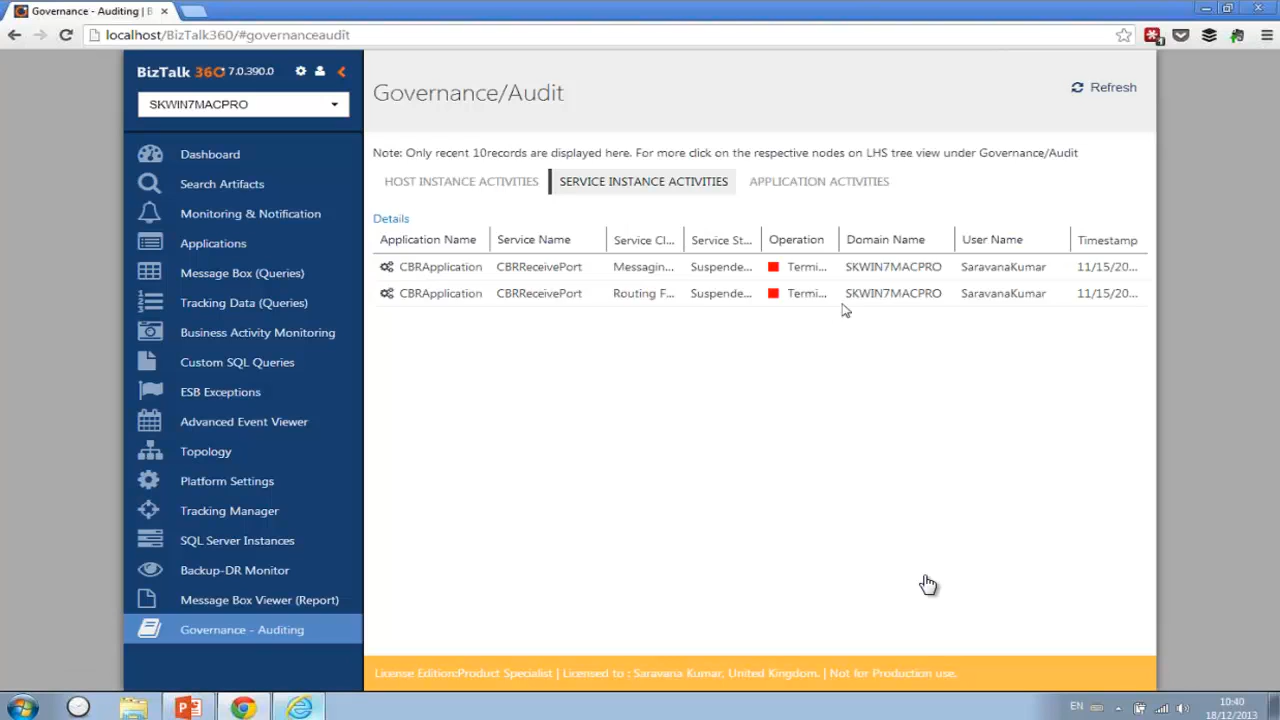 Governance - Auditing | B
localhost/BizTalk360/#governanceaudit
BizTalk 360 7.0.390.0
SKWIN7MACPRO
Dashboard
Search Artifacts
Monitoring & Notification
Applications
Message Box (Queries)
Tracking Data (Queries)
Business Activity Monitoring
Custom SQL Queries
ESB Exceptions
Advanced Event Viewer
Topology
Platform Settings
Tracking Manager
SQL Server Instances
Backup-DR Monitor
Message Box Viewer (Report)
Governance - Auditing
Governance/Audit
Refresh
Note: Only recent 10records are displayed here. For more click on the respective nodes on LHS tree view under Governance/Audit
HOST INSTANCE ACTIVITIES SERVICE INSTANCE ACTIVITIES APPLICATION ACTIVITIES
Details
Application Name Service Name Service Cl... Service St... Operation Domain Name User Name Timestamp
CBRApplication CBRReceivePort Messagin... Suspende... Termi... SKWIN7MACPRO SaravanaKumar 11/15/20...
CBRApplication CBRReceivePort Routing F... Suspende... Termi... SKWIN7MACPRO SaravanaKumar 11/15/20...
License Edition:Product Specialist | Licensed to : Saravana Kumar, United Kingdom. | Not for Production use.
EN
10:40
18/12/2013